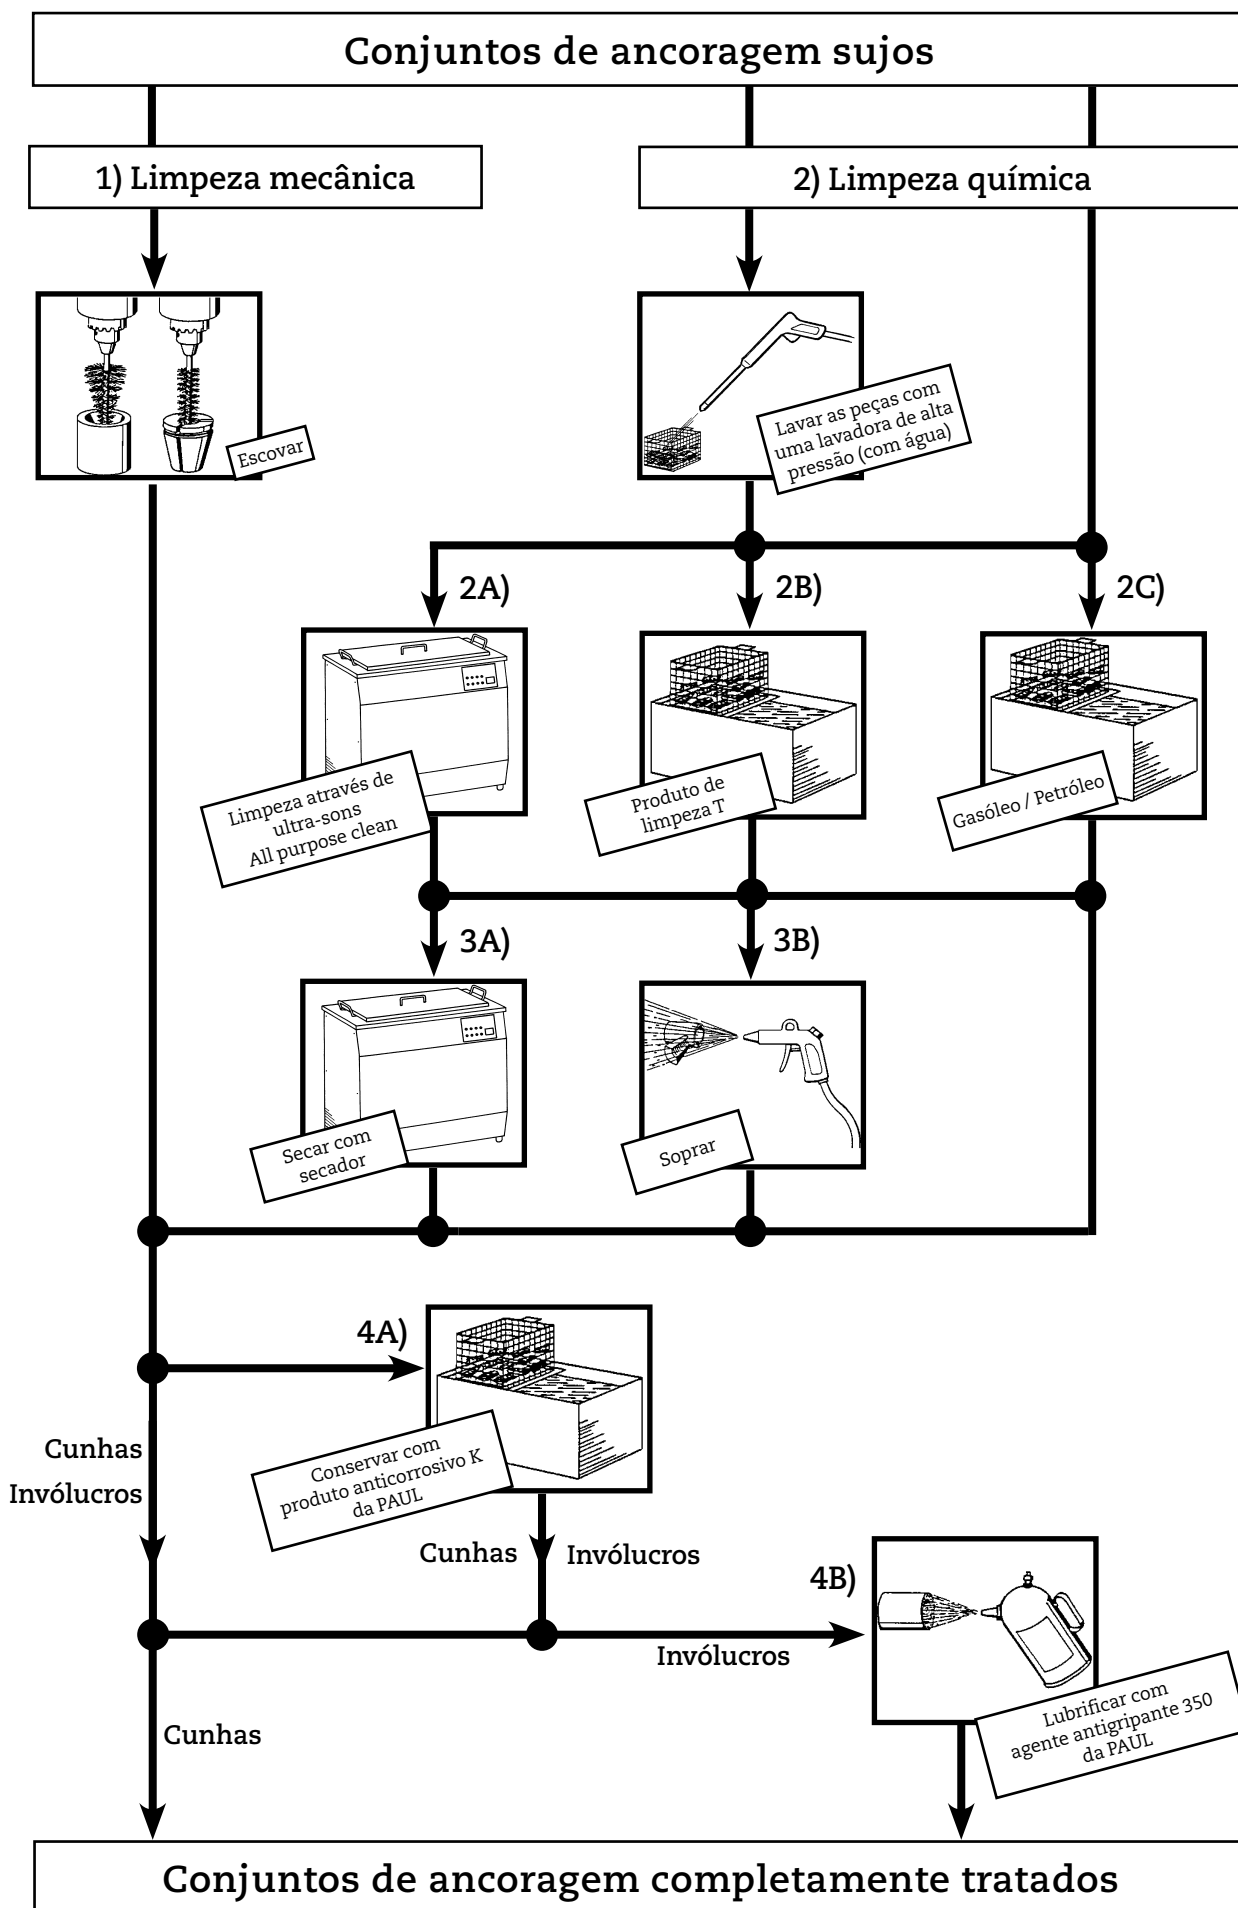 Conjuntos de ancoragem sujos
1) Limpeza mecânica
2) Limpeza química
Escovar
Lavar as peças com
uma lavadora de alta
pressão (com água)
2A)
2B)
2C)
Limpeza através de
ultra-sons
All purpose clean
Produto de
limpeza T
Gasóleo / Petróleo
3A)
3B)
Secar com
secador
Soprar
4A)
Conservar com
produto anticorrosivo K
da PAUL
Cunhas
Invólucros
Cunhas
Invólucros
4B)
Invólucros
Lubrificar com
agente antigripante 350
da PAUL
Cunhas
Conjuntos de ancoragem completamente tratados